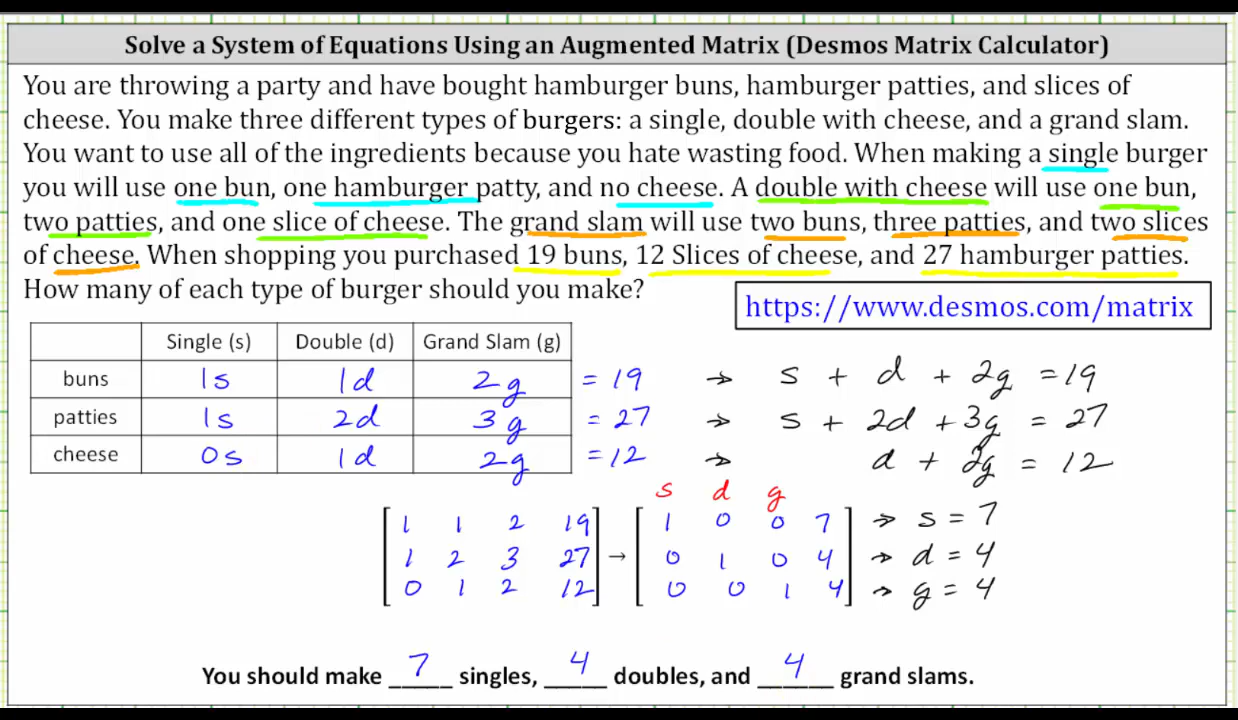 Solve a System of Equations Using an Augmented Matrix (Desmos Matrix Calculator)
You are throwing a party and have bought hamburger buns, hamburger patties, and slices of
cheese. You make three different types of burgers: a single, double with cheese, and a grand slam.
You want to use all of the ingredients because you hate wasting food. When making a single burger
you will use one bun, one hamburger patty, and no cheese. A double with cheese will use one bun,
two patties, and one slice of cheese. The grand slam will use two buns, three patties, and two slices
of cheese. When shopping you purchased 19 buns, 12 Slices of cheese, and 27 hamburger patties.
How many of each type of burger should you make?
https://www.desmos.com/matrix
Single (s) Double (d) Grand Slam (g)
buns 1s 1d 2g = 19 → s + d + 2g = 19
patties 1s 2d 3g = 27 → s + 2d + 3g = 27
cheese 0s 1d 2g = 12 → d + 2g = 12
s d g
1 1 2 19 1 0 0 7 → s = 7
1 2 3 27 → 0 1 0 4 → d = 4
0 1 2 12 0 0 1 4 → g = 4
You should make 7 singles, 4 doubles, and 4 grand slams.